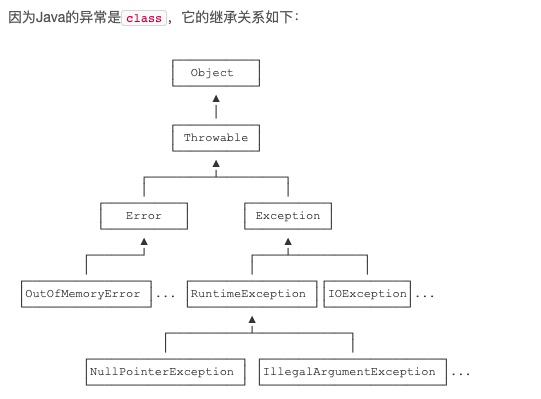 因为Java的异常是class，它的继承关系如下：
Object
Throwable
Error Exception
OutOfMemoryError ... RuntimeException IOException ...
NullPointerException IllegalArgumentException ...